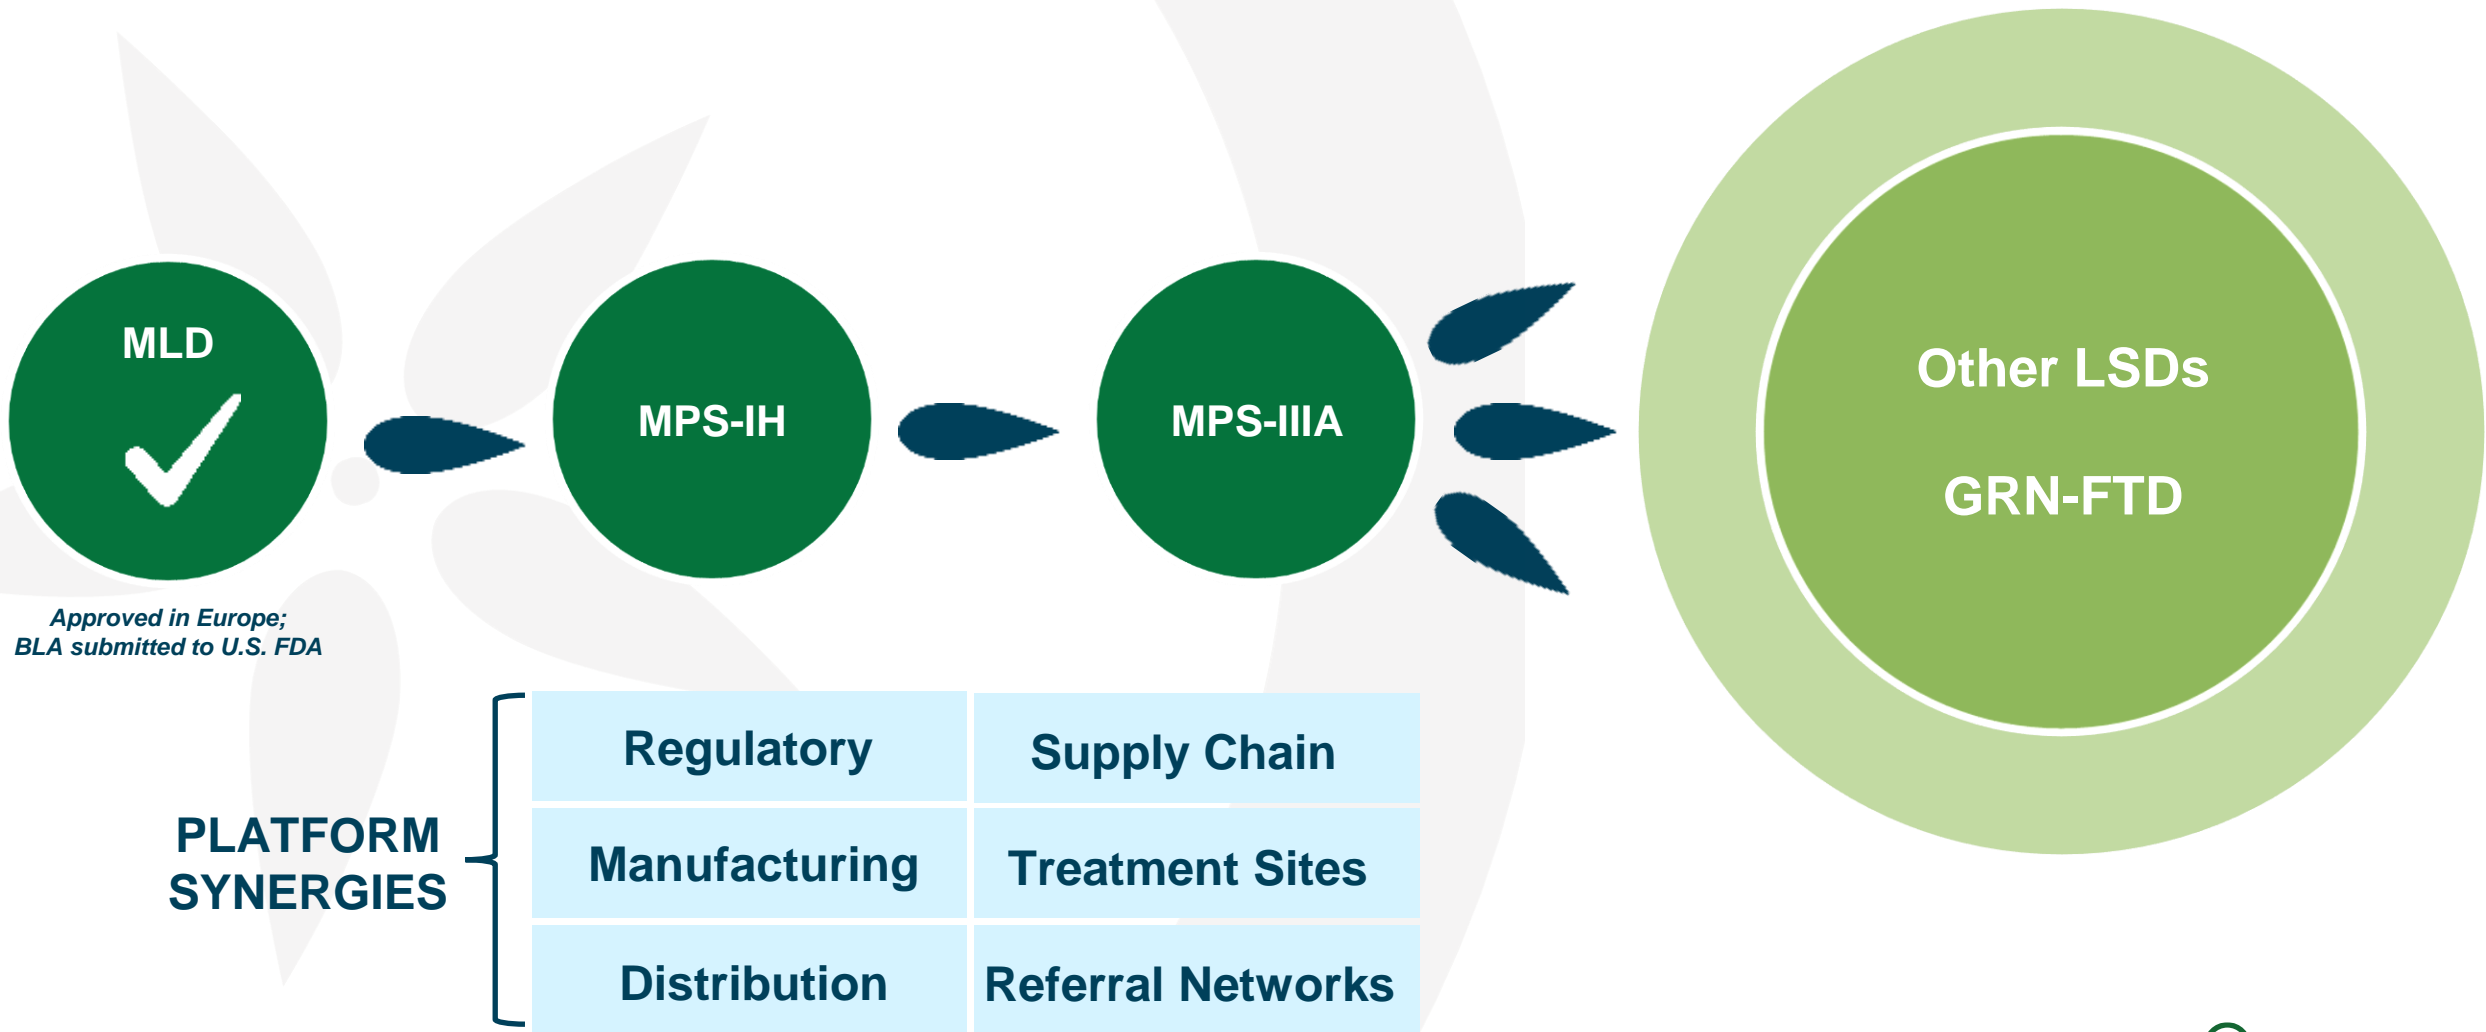 MLD
Approved in Europe;
BLA submitted to U.S. FDA
MPS-IH
MPS-IIIA
Other LSDs
GRN-FTD
PLATFORM
SYNERGIES
Regulatory
Supply Chain
Manufacturing
Treatment Sites
Distribution
Referral Networks